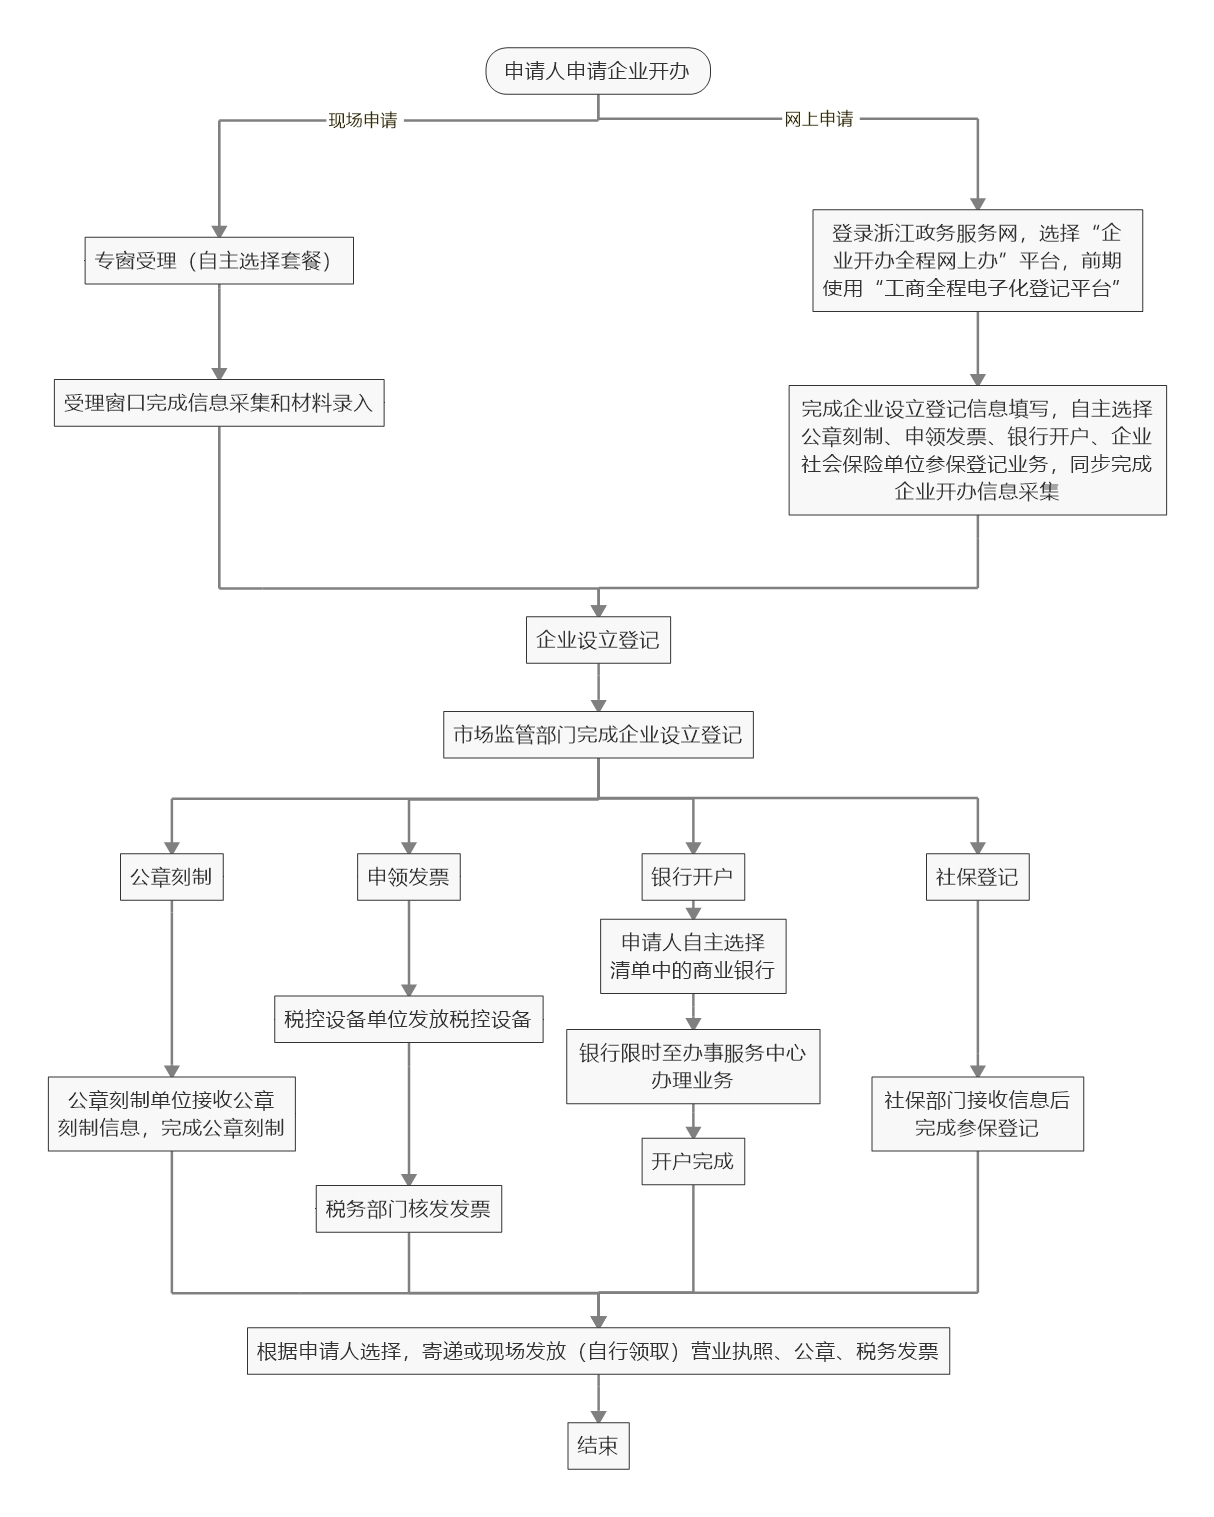 申请人申请企业开办
现场申请
网上申请
专窗受理（自主选择套餐）
登录浙江政务服务网，选择“企
业开办全程网上办”平台，前期
使用“工商全程电子化登记平台”
受理窗口完成信息采集和材料录入
完成企业设立登记信息填写，自主选择
公章刻制、申领发票、银行开户、企业
社会保险单位参保登记业务，同步完成
企业开办信息采集
企业设立登记
市场监管部门完成企业设立登记
公章刻制
申领发票
银行开户
社保登记
申请人自主选择
清单中的商业银行
税控设备单位发放税控设备
银行限时至办事服务中心
办理业务
公章刻制单位接收公章
刻制信息，完成公章刻制
社保部门接收信息后
完成参保登记
开户完成
税务部门核发发票
根据申请人选择，寄递或现场发放（自行领取）营业执照、公章、税务发票
结束